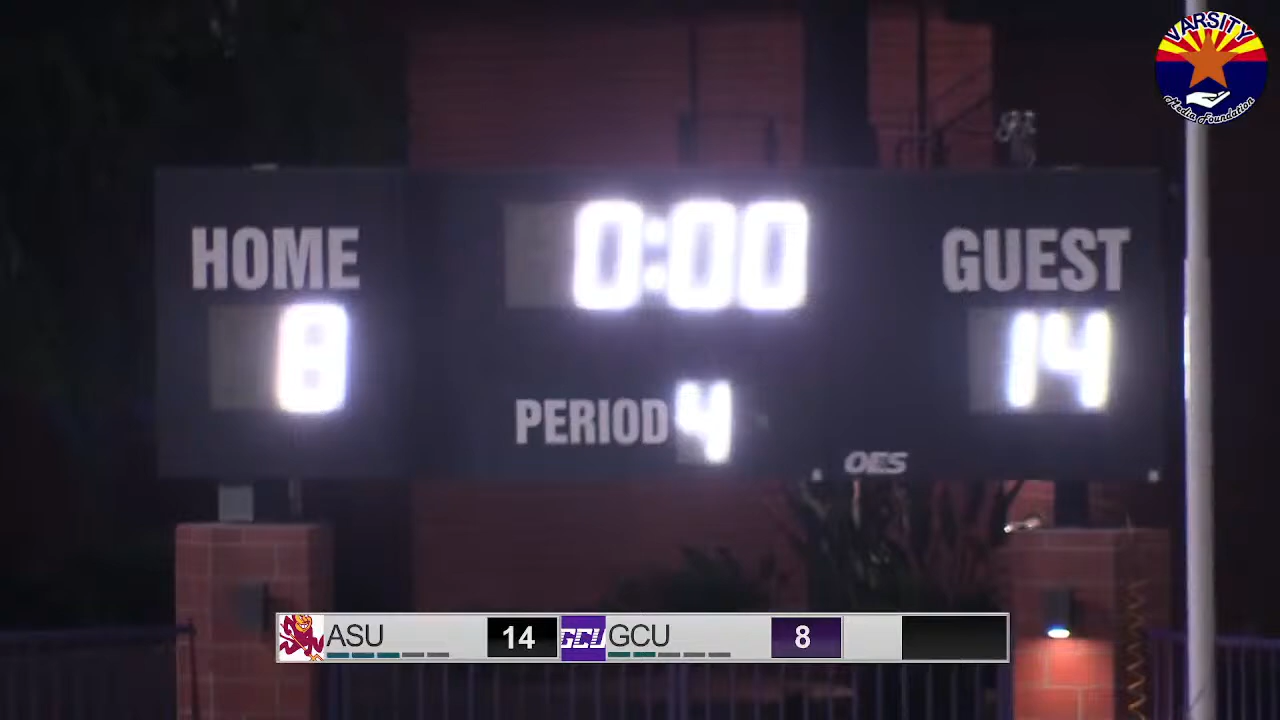 VARSITY
Media Foundation
HOME
0:00
GUEST
8
14
PERIOD 4
OES
ASU 14 GCU GCU 8